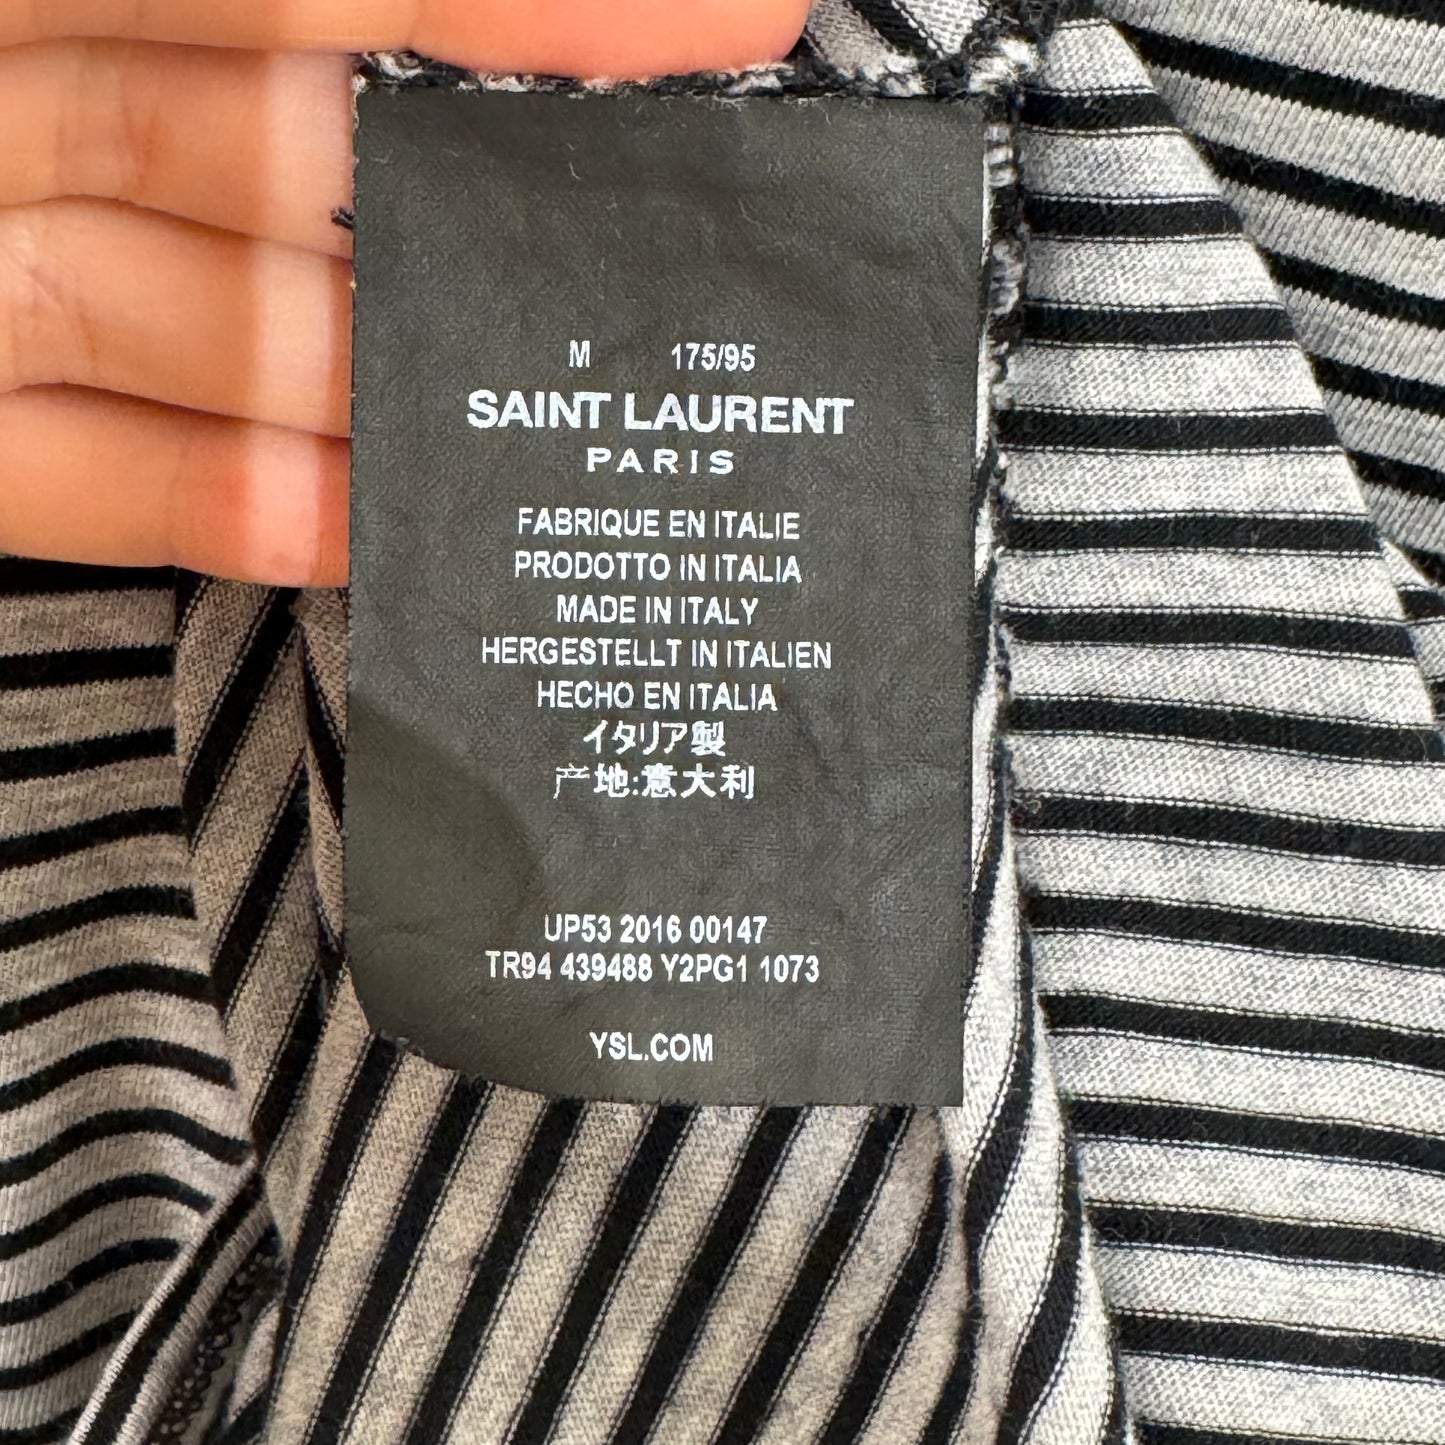 M 175/95
SAINT LAURENT
PARIS
FABRIQUE EN ITALIE
PRODOTTO IN ITALIA
MADE IN ITALY
HERGESTELLT IN ITALIEN
HECHO EN ITALIA
イタリア製
产地:意大利
UP53 2016 00147
TR94 439488 Y2PG1 1073
YSL.COM